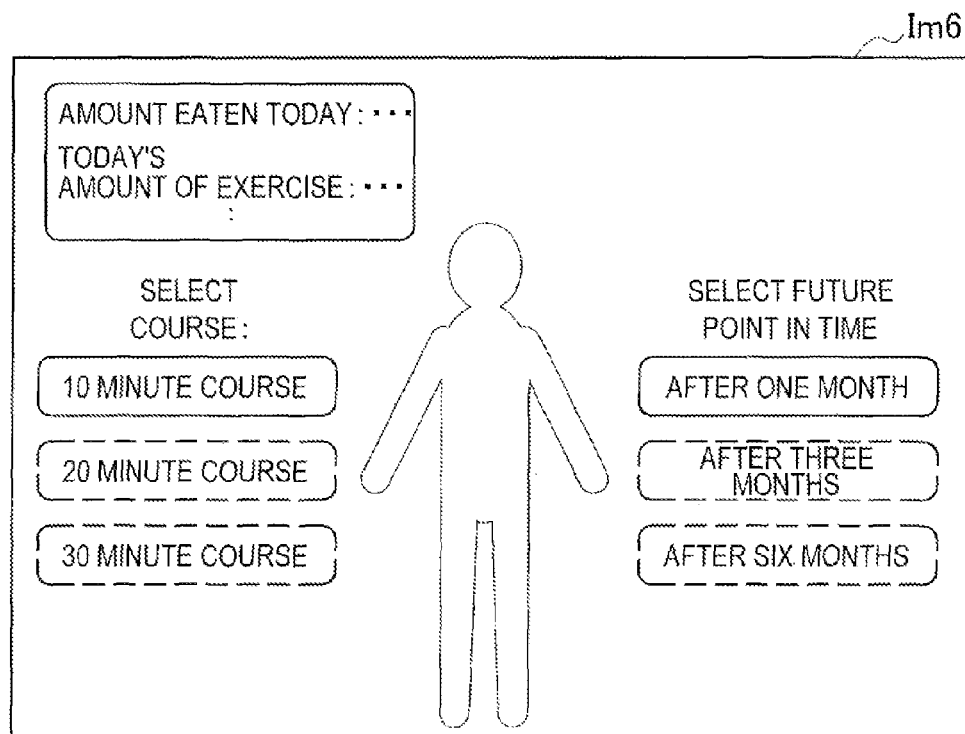 Im6
AMOUNT EATEN TODAY: ･･･
TODAY'S
AMOUNT OF EXERCISE: ･･･
:
SELECT
COURSE:
10 MINUTE COURSE
20 MINUTE COURSE
30 MINUTE COURSE
SELECT FUTURE
POINT IN TIME
AFTER ONE MONTH
AFTER THREE
MONTHS
AFTER SIX MONTHS